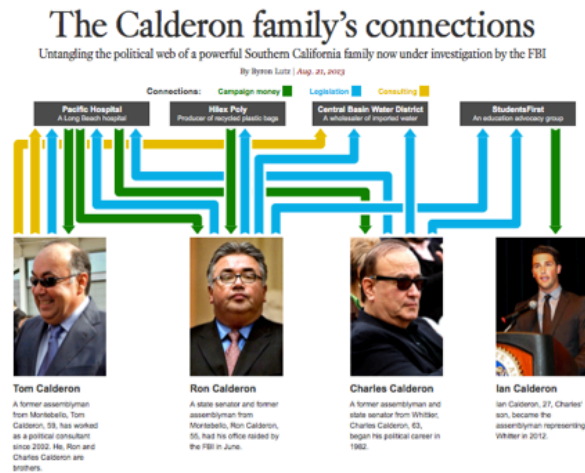 The Calderon family's connections
Untangling the political web of a powerful Southern California family now under investigation by the FBI
By Byron Lutz | Aug. 21, 2013
Connections: Campaign money Legislation Consulting
Pacific Hospital
A Long Beach hospital
Hilex Poly
Producer of recycled plastic bags
Central Basin Water District
A wholesaler of imported water
StudentsFirst
An education advocacy group
Tom Calderon
A former assemblyman
from Montebello, Tom
Calderon, 59, has worked
as a political consultant
since 2002. He, Ron and
Charles Calderon are
brothers.
Ron Calderon
A state senator and former
assemblyman from
Montebello, Ron Calderon,
56, had his office raided by
the FBI in June.
Charles Calderon
A former assemblyman and
state senator from Whittier,
Charles Calderon, 63,
began his political career in
1982.
Ian Calderon
Ian Calderon, 27, Charles'
son, became the
assemblyman representing
Whittier in 2012.